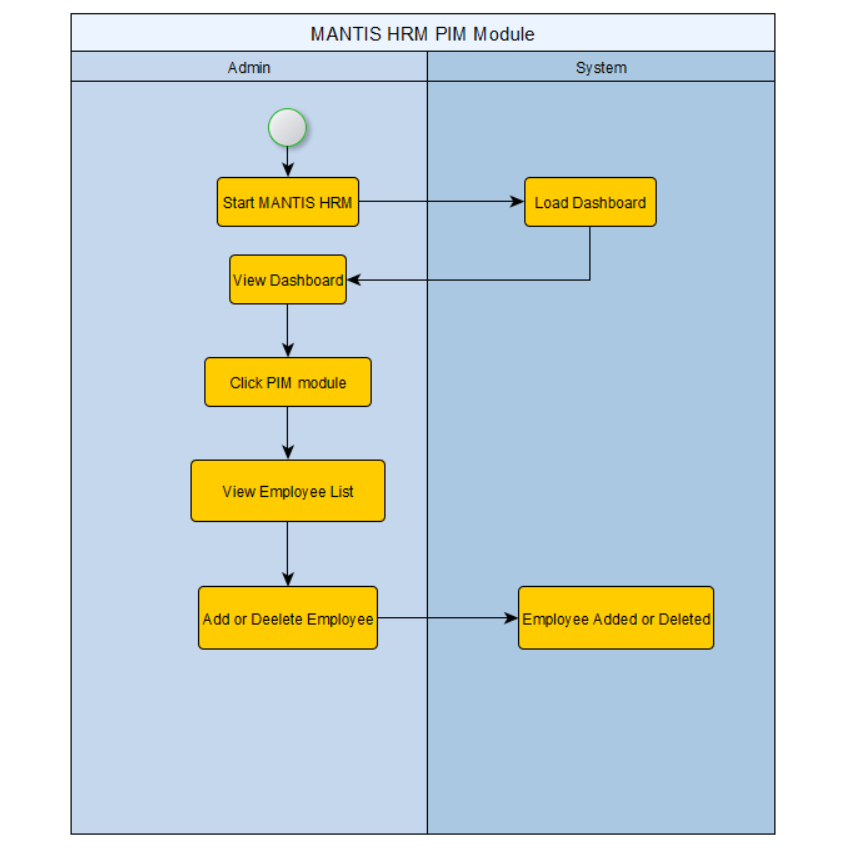 MANTIS HRM PIM Module
Admin
System
Start MANTIS HRM
Load Dashboard
View Dashboard
Click PIM module
View Employee List
Add or Deelete Employee
Employee Added or Deleted